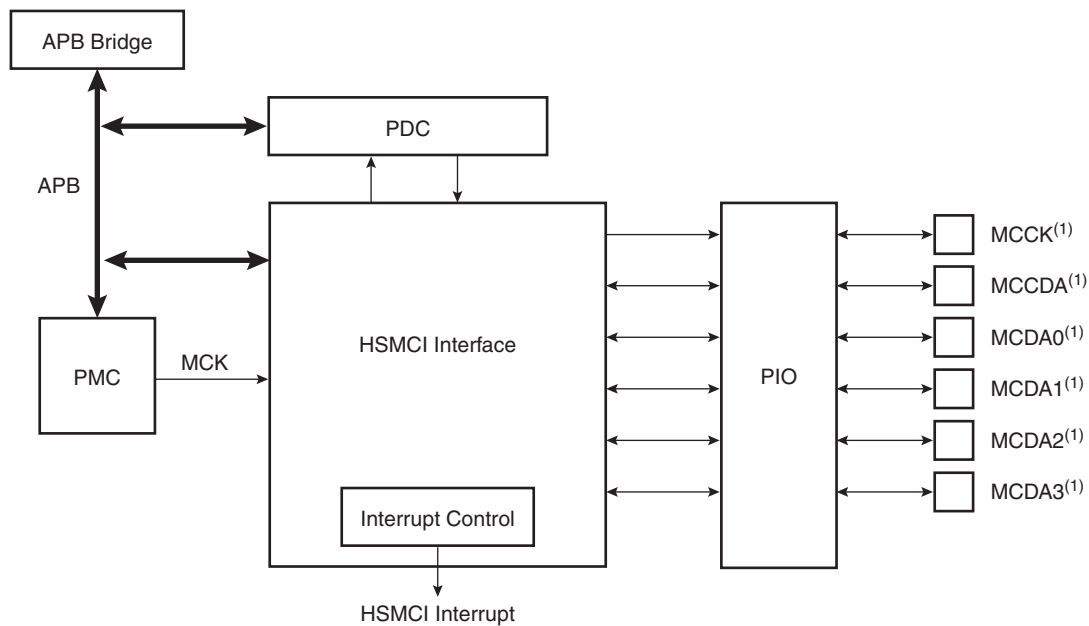 APB Bridge
PDC
APB
MCCK(1)
MCCDA(1)
HSMCI Interface
MCDA0(1)
MCK
PMC
PIO
MCDA1(1)
MCDA2(1)
MCDA3(1)
Interrupt Control
HSMCI Interrupt